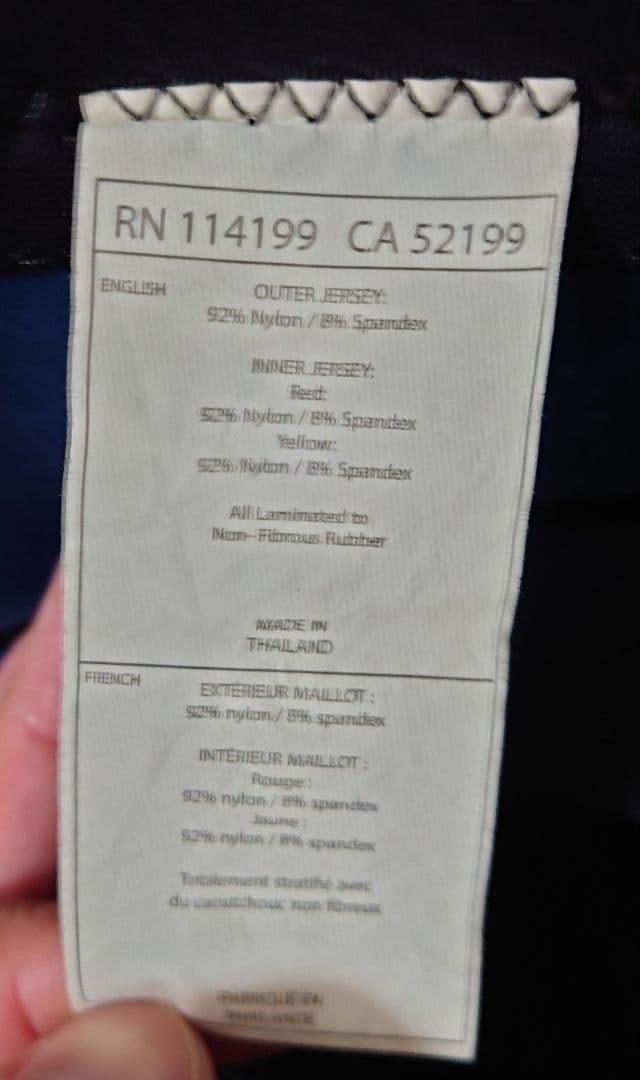 RN 114199 CA 52199
ENGLISH
OUTER JERSEY:
92% Nylon / 8% Spandex
INNER JERSEY:
Red:
92% Nylon / 8% Spandex
Yellow:
92% Nylon / 8% Spandex
All Laminated to
Non-Fibrous Rubber
MADE IN
THAILAND
FRENCH
EXTÉRIEUR MAILLOT :
92% nylon / 8% spandex
INTÉRIEUR MAILLOT :
Rouge :
92% nylon / 8% spandex
Jaune :
92% nylon / 8% spandex
Totalement stratifié avec
du caoutchouc non fibreux
FABRIQUÉ EN
THAILANDE